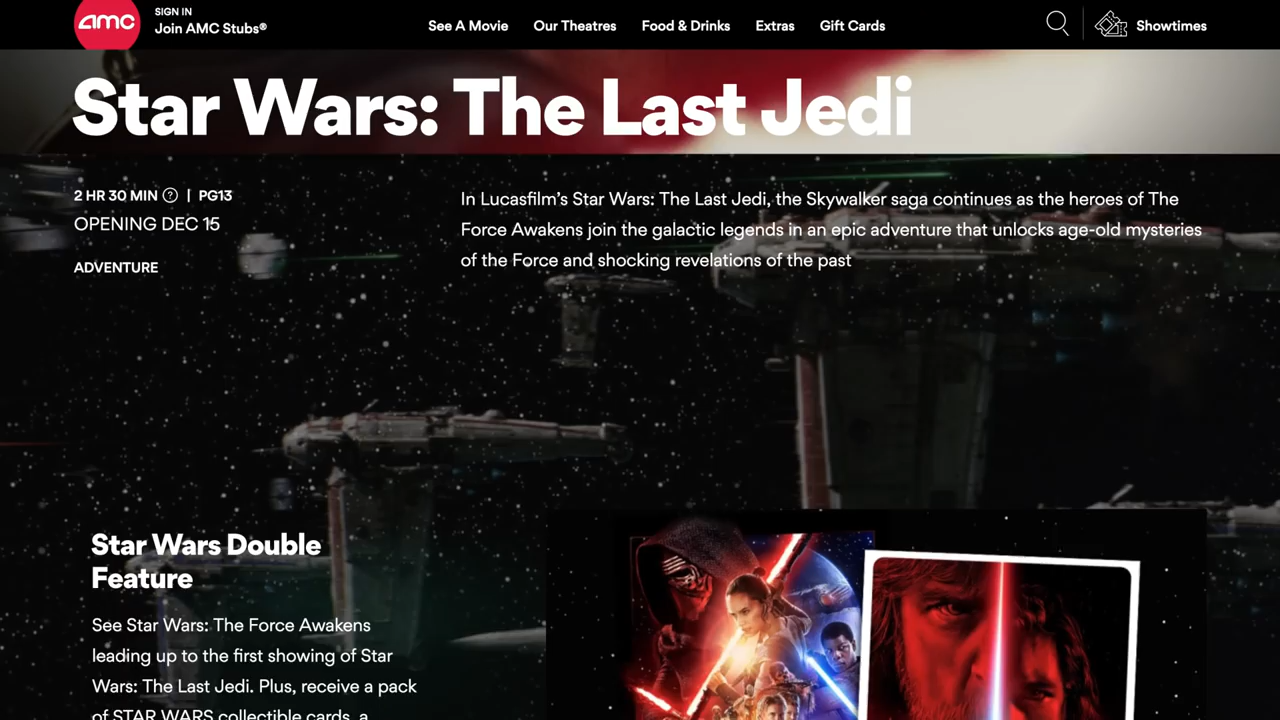 amc
SIGN IN
Join AMC Stubs®
See A Movie
Our Theatres
Food & Drinks
Extras
Gift Cards
Showtimes
Star Wars: The Last Jedi
2 HR 30 MIN ? | PG13
OPENING DEC 15
ADVENTURE
In Lucasfilm's Star Wars: The Last Jedi, the Skywalker saga continues as the heroes of The
Force Awakens join the galactic legends in an epic adventure that unlocks age-old mysteries
of the Force and shocking revelations of the past
Star Wars Double
Feature
See Star Wars: The Force Awakens
leading up to the first showing of Star
Wars: The Last Jedi. Plus, receive a pack
of STAR WARS collectible cards, a